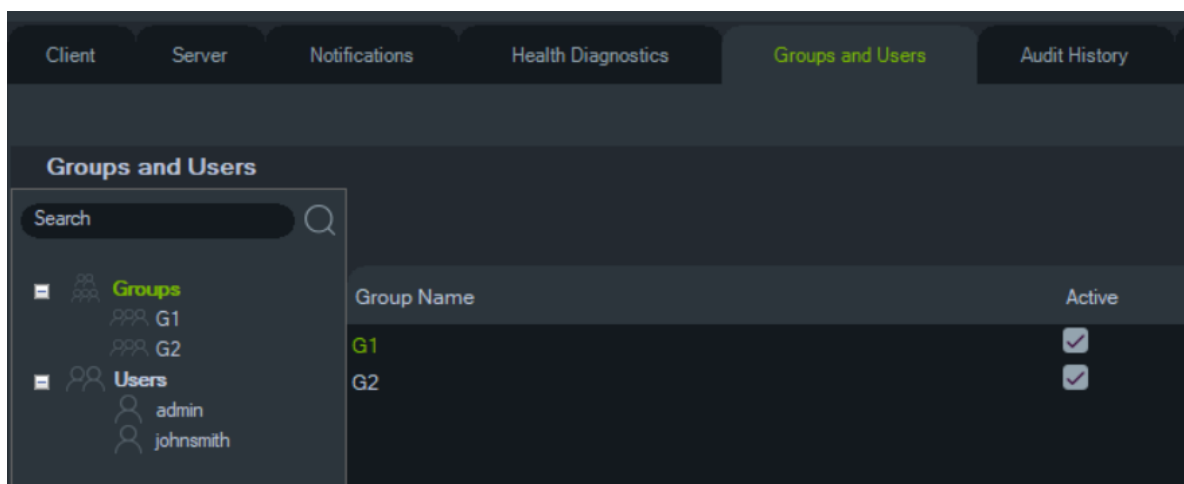 Client Server Notifications Health Diagnostics Groups and Users Audit History
Groups and Users
Search
Groups
G1
G2
Users
admin
johnsmith
Group Name Active
G1
G2